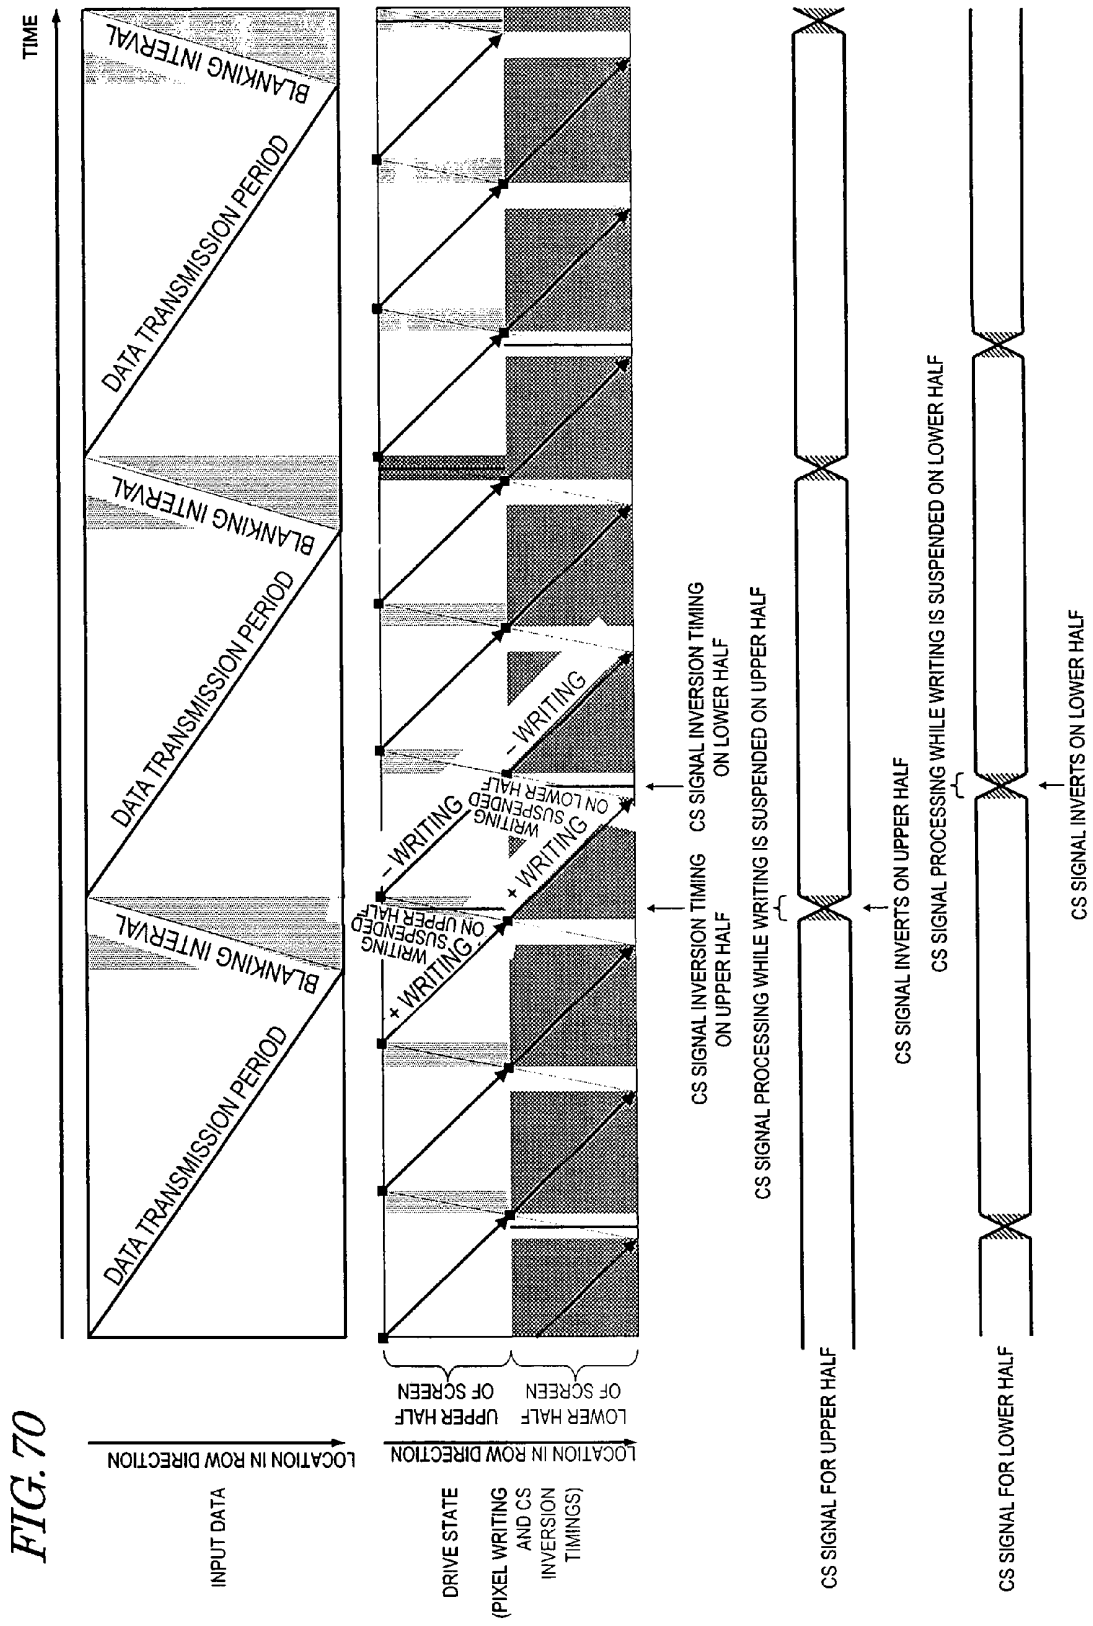 FIG. 70
TIME
INPUT DATA
LOCATION IN ROW DIRECTION
DATA TRANSMISSION PERIOD
BLANKING INTERVAL
DATA TRANSMISSION PERIOD
BLANKING INTERVAL
DATA TRANSMISSION PERIOD
BLANKING INTERVAL
DRIVE STATE
(PIXEL WRITING
AND CS
INVERSION
TIMINGS)
LOCATION IN ROW DIRECTION
UPPER HALF
OF SCREEN
LOWER HALF
OF SCREEN
+ WRITING
WRITING
SUSPENDED
ON UPPER HALF
- WRITING
+ WRITING
WRITING
SUSPENDED
ON LOWER HALF
- WRITING
CS SIGNAL INVERSION TIMING
ON UPPER HALF
CS SIGNAL INVERSION TIMING
ON LOWER HALF
CS SIGNAL PROCESSING WHILE WRITING IS SUSPENDED ON UPPER HALF
CS SIGNAL FOR UPPER HALF
CS SIGNAL INVERTS ON UPPER HALF
CS SIGNAL PROCESSING WHILE WRITING IS SUSPENDED ON LOWER HALF
CS SIGNAL FOR LOWER HALF
CS SIGNAL INVERTS ON LOWER HALF